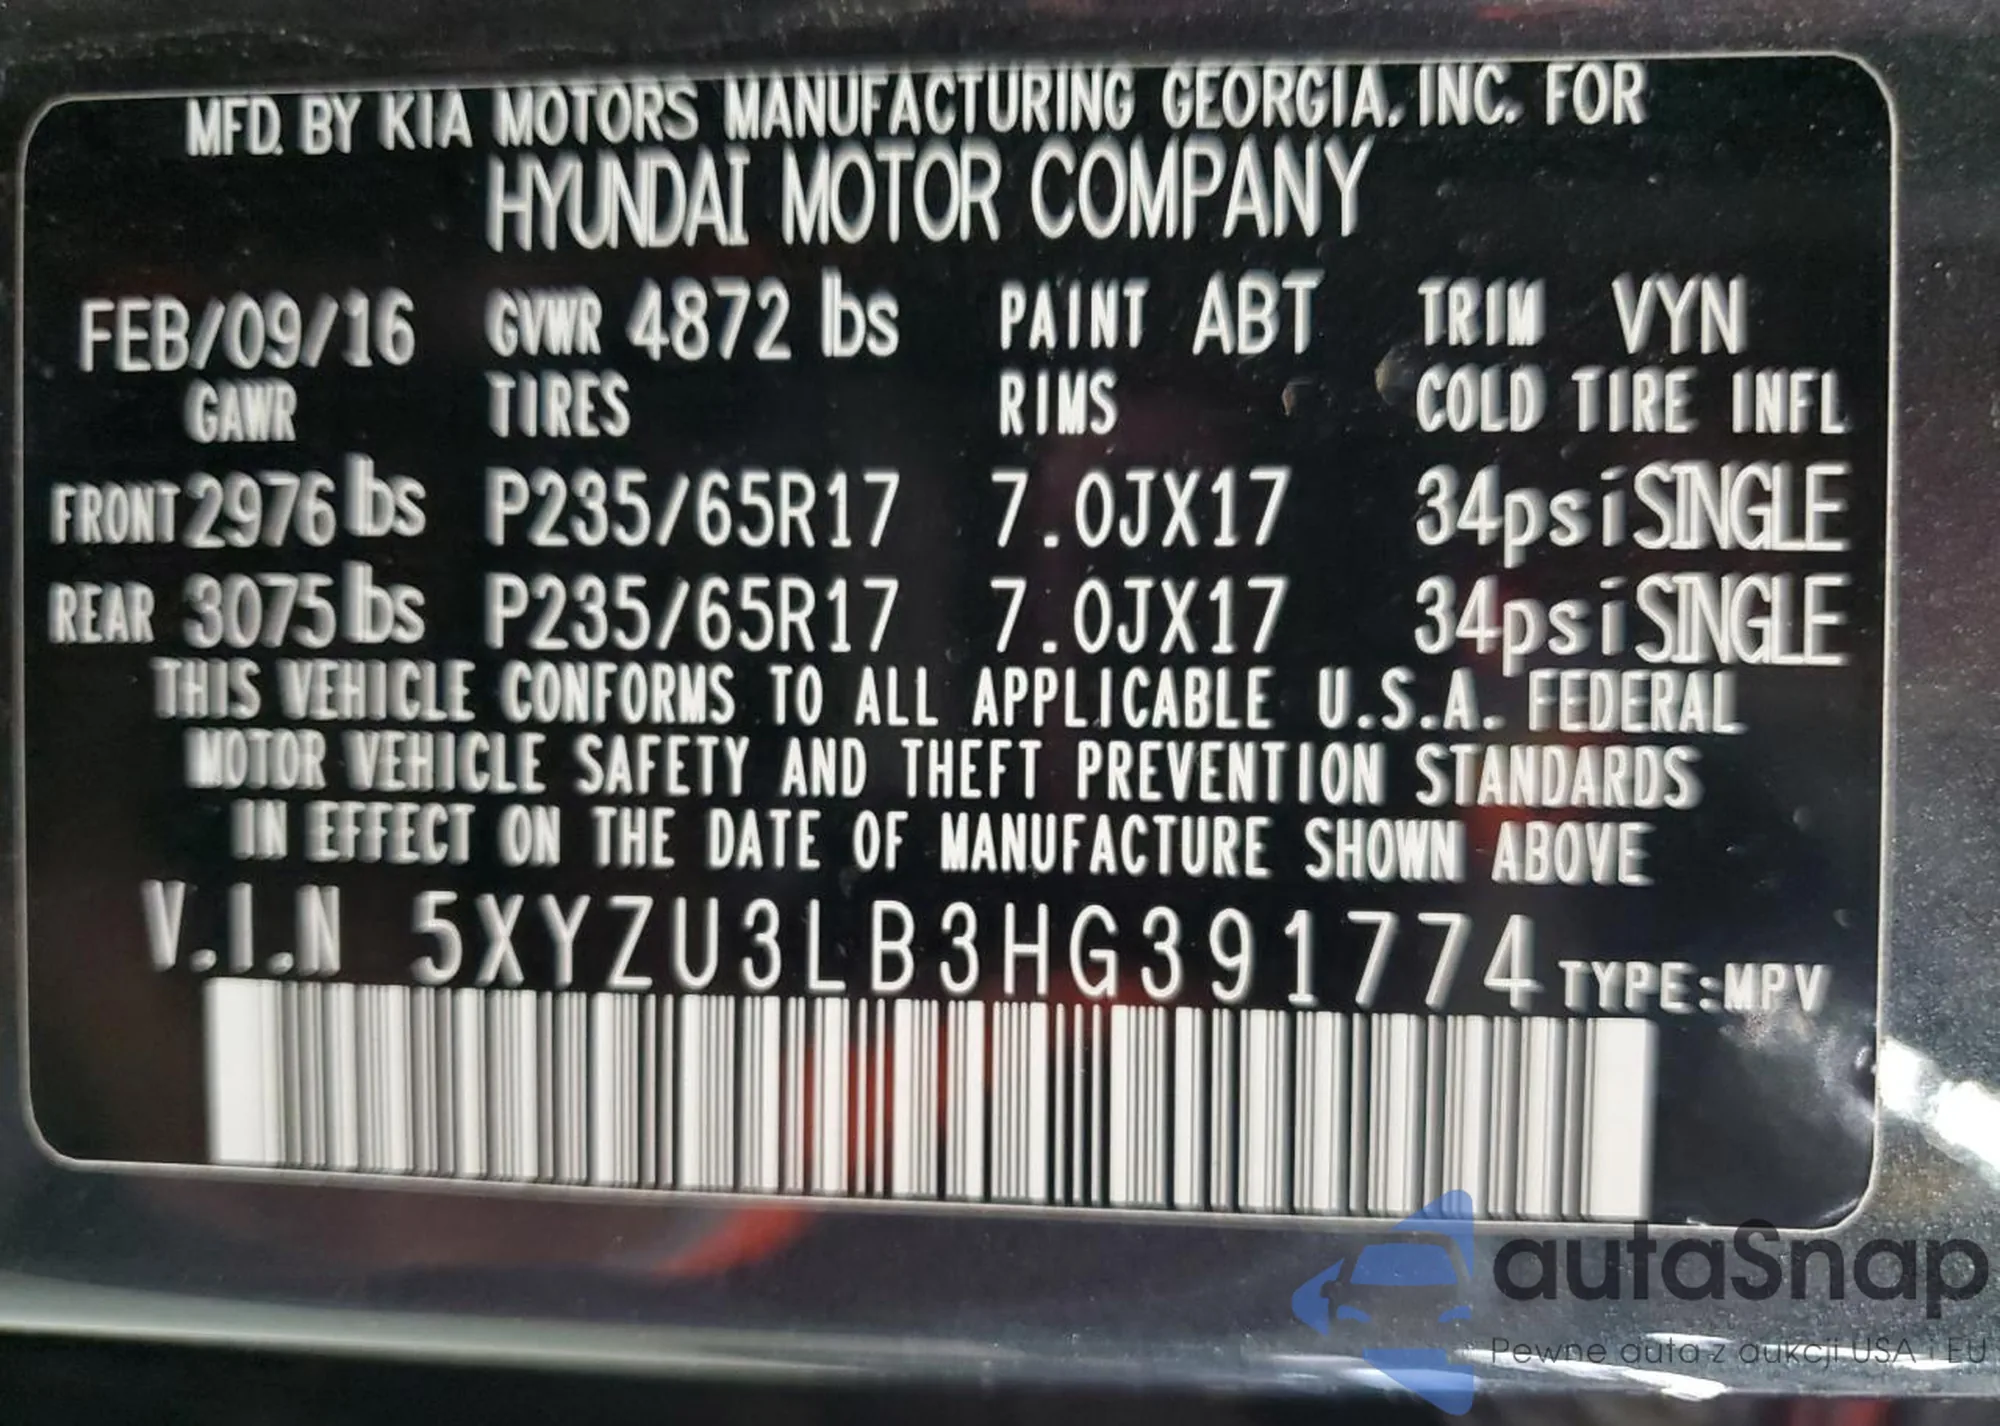 MFD. BY KIA MOTORS MANUFACTURING GEORGIA, INC. FOR
HYUNDAI MOTOR COMPANY
FEB/09/16 GVWR 4872 lbs PAINT ABT TRIM VYN
GAWR TIRES RIMS COLD TIRE INFL
FRONT 2976 lbs P235/65R17 7.0JX17 34psi SINGLE
REAR 3075 lbs P235/65R17 7.0JX17 34psi SINGLE
THIS VEHICLE CONFORMS TO ALL APPLICABLE U.S.A. FEDERAL
MOTOR VEHICLE SAFETY AND THEFT PREVENTION STANDARDS
IN EFFECT ON THE DATE OF MANUFACTURE SHOWN ABOVE
V.I.N 5XYZU3LB3HG391774 TYPE:MPV
autaSnap
Pewne auta z aukcji USA i EU